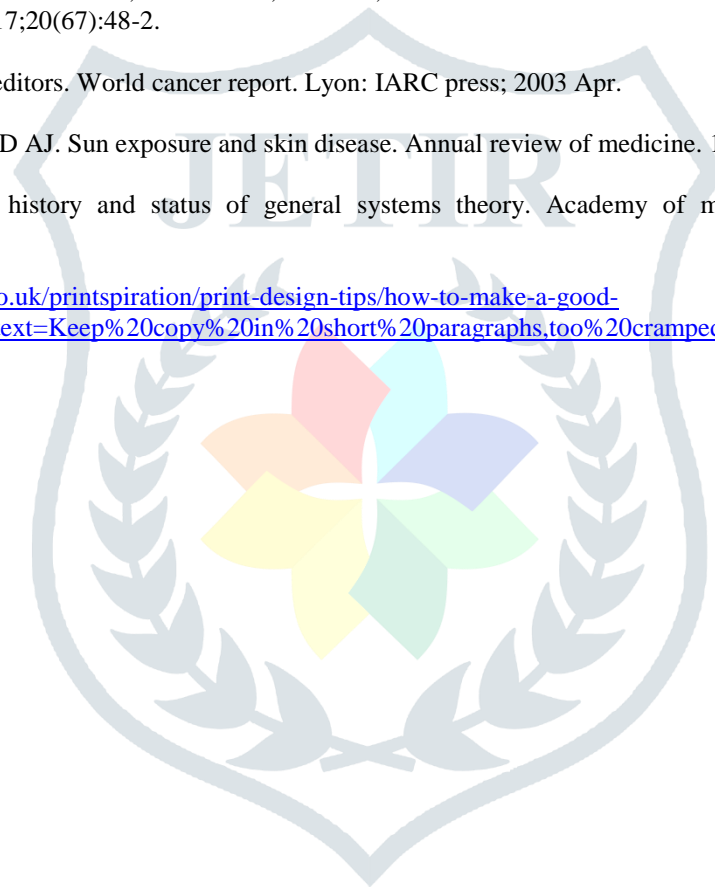 17;20(67):48-2.
editors. World cancer report. Lyon: IARC press; 2003 Apr.
D AJ. Sun exposure and skin disease. Annual review of medicine. 1
history and status of general systems theory. Academy of m
o.uk/printspiration/print-design-tips/how-to-make-a-good-
ext=Keep%20copy%20in%20short%20paragraphs,too%20cramped
JETIR